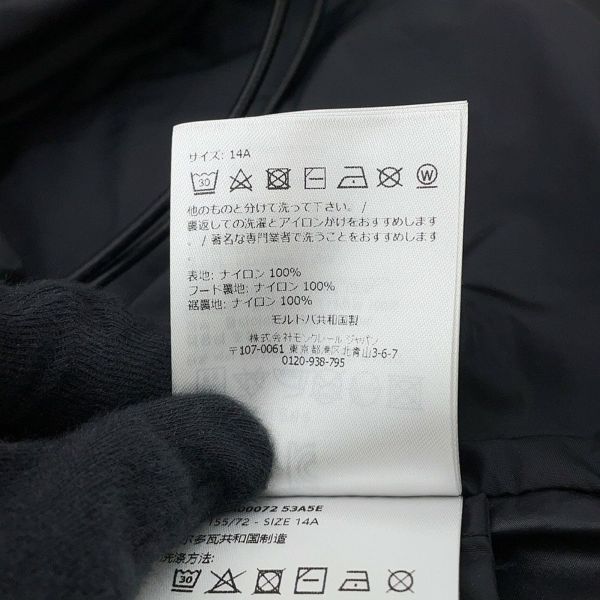 サイズ: 14A
30
W
他のものと分けて洗って下さい。/
裏返しての洗濯とアイロンかけをおすすめします
。/ 著名な専門業者で洗うことをおすすめします
.
表地: ナイロン 100%
フード裏地: ナイロン 100%
裾裏地: ナイロン 100%
モルドバ共和国製
株式会社モンクレール ジャパン
〒107-0061 東京都港区北青山3-6-7
0120-938-795
00072 53A5E
155/72 - SIZE 14A
尔多瓦共和国制造
洗涤方法:
30